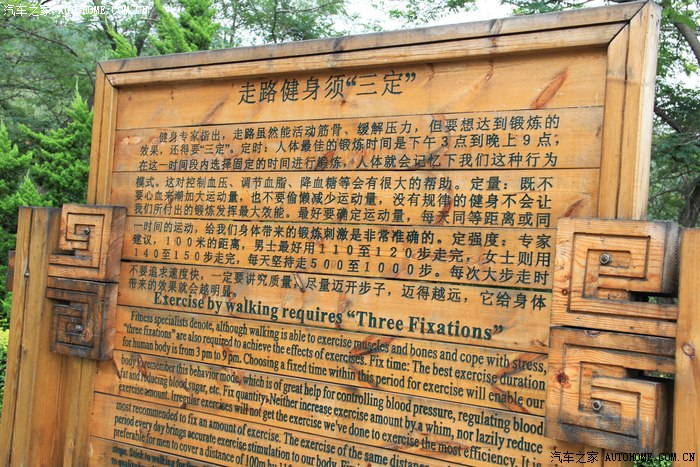 汽车之家 AUTOHOME.COM.CN
汽车之家 AUTOHOME
走路健身须“三定”
健身专家指出，走路虽然能活动筋骨、缓解压力，但要想达到锻炼的
效果，还得要“三定”。定时：人体最佳的锻炼时间是下午3点到晚上9点；
在这一时间段内选择固定的时间进行锻炼，人体就会记忆下我们这种行为
模式。这对控制血压、调节血脂、降血糖等会有很大的帮助。定量：既不
要心血来潮加大运动量，也不要偷懒减少运动量，没有规律的健身不会让
我们所付出的锻炼发挥最大效能。最好要确定运动量，每天同等距离或同
一时间的运动，给我们身体带来的锻炼刺激是非常准确的。定强度：专家
建议，100米的距离，男士最好用110至120步走完，女士则用
140至150步走完，每天坚持走500至1000步。每次大步走时
不要追求速度快，一定要讲究质量，尽量迈开步子，迈得越远，它给身体
带来的效果就会越明显。
Exercise by walking requires “Three Fixations”
Fitness specialists denote, although walking is able to exercise muscles and bones and cope with stress,
“three fixations” are also required to achieve the effects of exercises. Fix time: The best exercise duration
for human body is from 3 pm to 9 pm. Choosing a fixed time within this period for exercise will enable our
body to remember this behavior mode, which is of great help for controlling blood pressure, regulating blood
fat and reducing blood sugar, etc. Fix quantity: Neither increase exercise amount by a whim, nor lazily reduce
exercise amount. Irregular exercises will not get the exercise we've done to exercise the most efficiency. It is
most recommended to fix an amount of exercise. The exercise of the same distance
period every day brings accurate exercise stimulation to our body.
preferable for men to cover a distance of 100m by
汽车之家 WWW.AUTOHOME.COM.CN